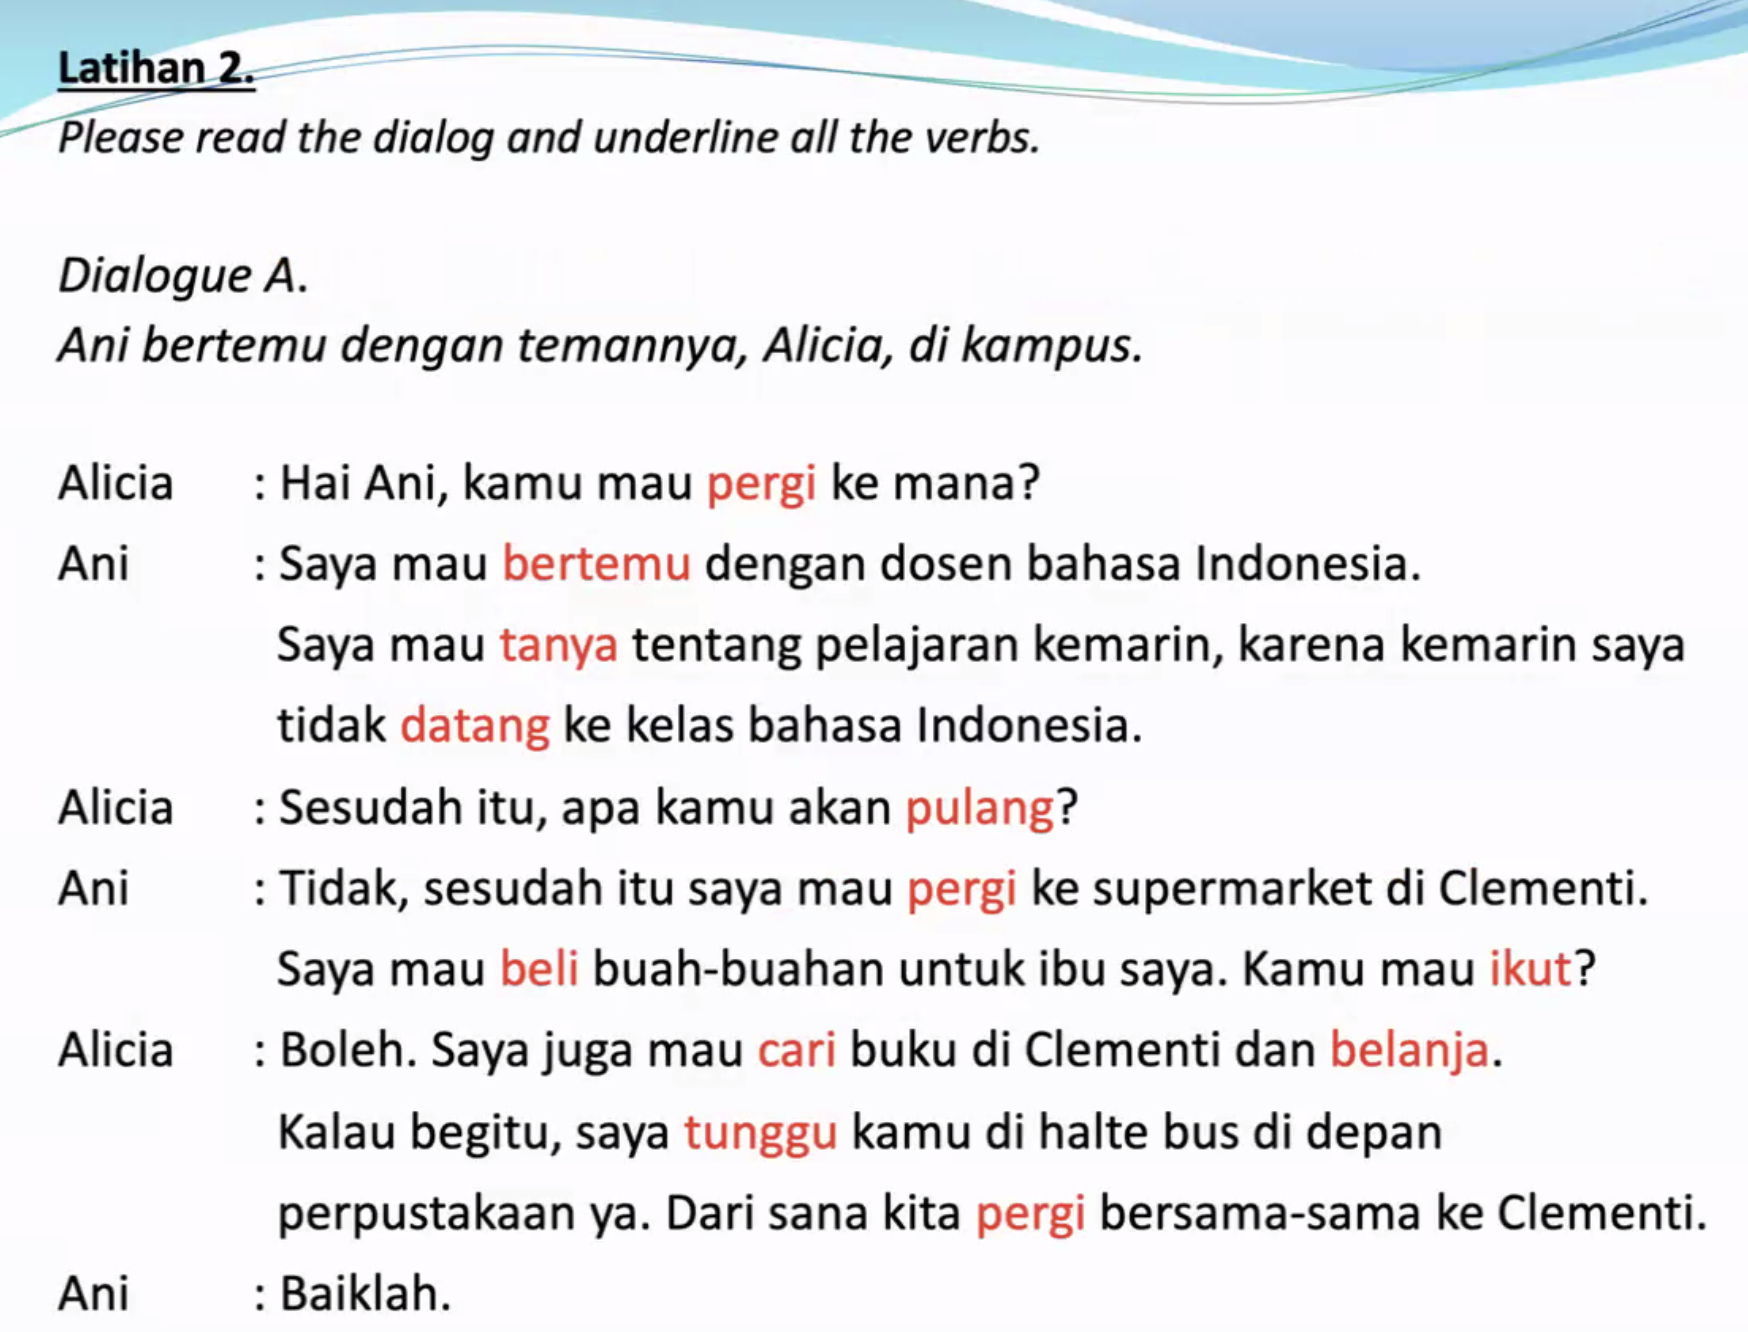 Latihan 2.
Please read the dialog and underline all the verbs.
Dialogue A.
Ani bertemu dengan temannya, Alicia, di kampus.
Alicia : Hai Ani, kamu mau pergi ke mana?
Ani : Saya mau bertemu dengan dosen bahasa Indonesia.
Saya mau tanya tentang pelajaran kemarin, karena kemarin saya
tidak datang ke kelas bahasa Indonesia.
Alicia : Sesudah itu, apa kamu akan pulang?
Ani : Tidak, sesudah itu saya mau pergi ke supermarket di Clementi.
Saya mau beli buah-buahan untuk ibu saya. Kamu mau ikut?
Alicia : Boleh. Saya juga mau cari buku di Clementi dan belanja.
Kalau begitu, saya tunggu kamu di halte bus di depan
perpustakaan ya. Dari sana kita pergi bersama-sama ke Clementi.
Ani : Baiklah.